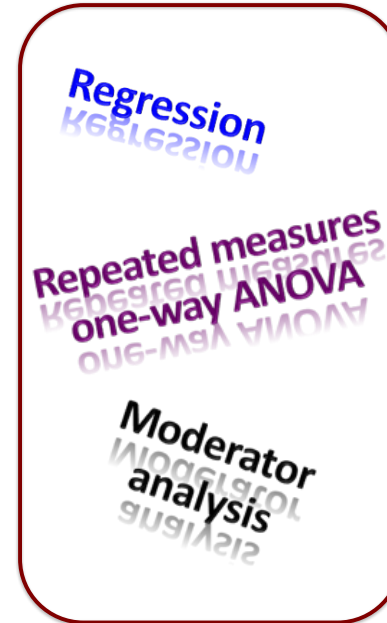 Regression
Repeated measures
one-way ANOVA
Moderator
analysis